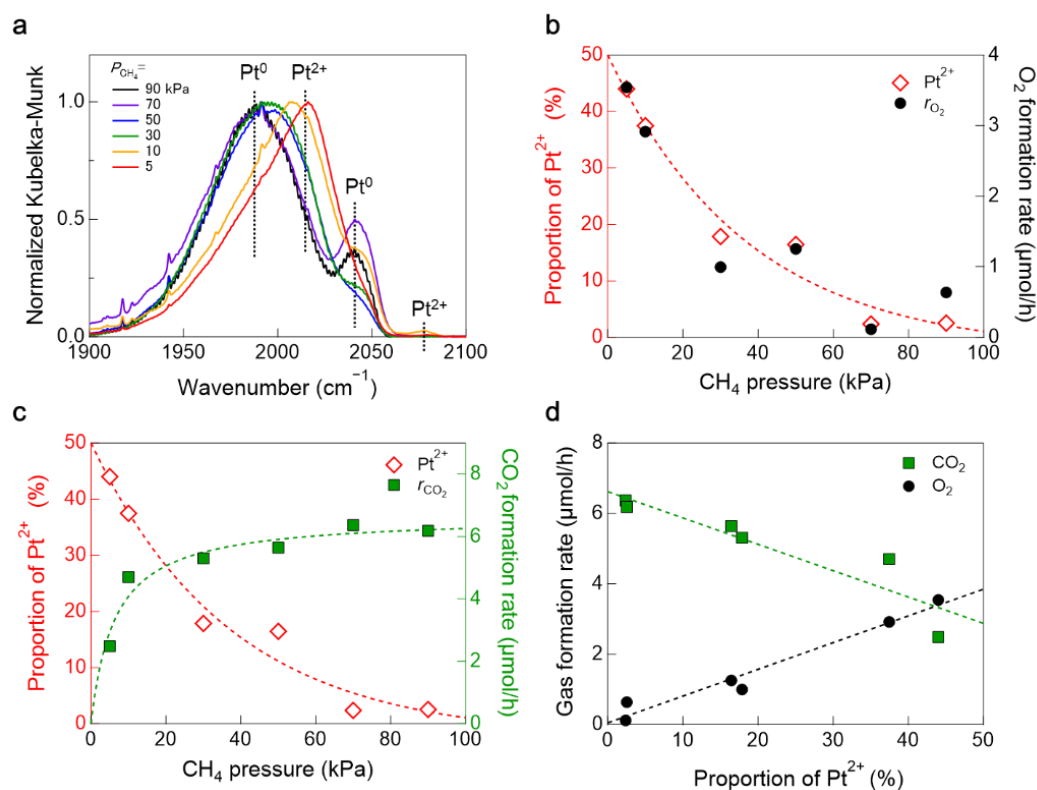 a
P_CH₄=
90 kPa
70
50
30
10
5
Pt⁰
Pt²⁺
Pt⁰
Pt²⁺
Normalized Kubelka-Munk
1.0
0.5
0.0
1900 1950 2000 2050 2100
Wavenumber (cm⁻¹)
b
Proportion of Pt²⁺ (%)
50
40
30
20
10
0
Pt²⁺
r_O₂
4
3
2
1
0
O₂ formation rate (μmol/h)
0 20 40 60 80 100
CH₄ pressure (kPa)
c
Proportion of Pt²⁺ (%)
50
40
30
20
10
0
Pt²⁺
r_CO₂
8
6
4
2
0
CO₂ formation rate (μmol/h)
0 20 40 60 80 100
CH₄ pressure (kPa)
d
Gas formation rate (μmol/h)
8
6
4
2
0
CO₂
O₂
0 10 20 30 40 50
Proportion of Pt²⁺ (%)